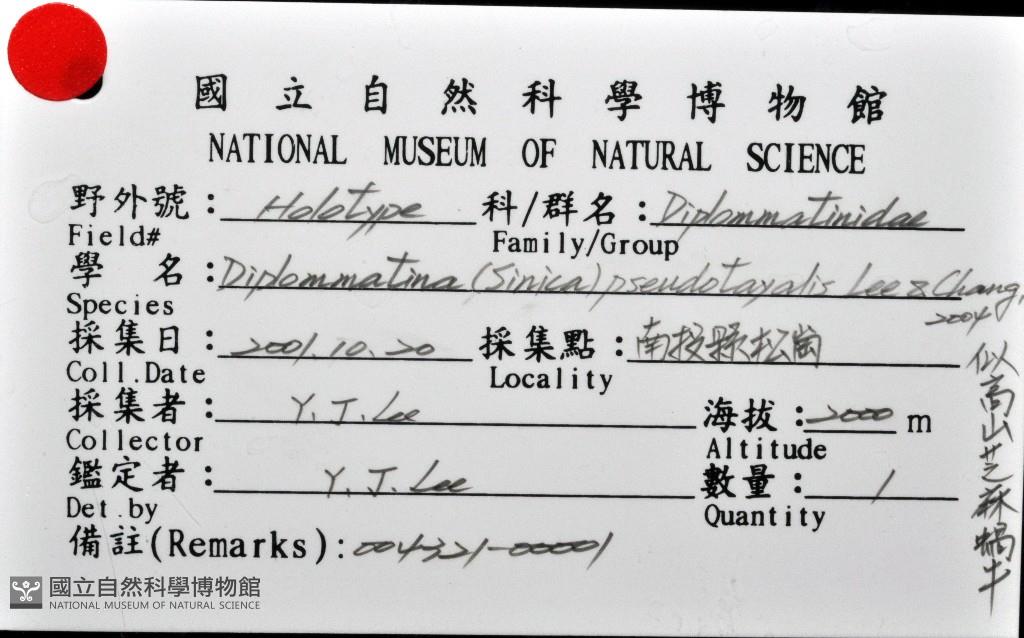 國立自然科學博物館
NATIONAL MUSEUM OF NATURAL SCIENCE
野外號: Holotype 科/群名: Diplommatinidae
Field# Family/Group
學名: Diplommatina (Sinica) pseudotayalis Lee & Chang, 2004
Species
採集日: 2001.10.20 採集點: 南投縣松崗
Coll.Date Locality
採集者: Y. J. Lee 海拔: 2000 m
Collector Altitude
鑑定者: Y. J. Lee 數量: 1
Det.by Quantity
備註(Remarks): 004321-00001
似高山芝麻蝸牛
國立自然科學博物館
NATIONAL MUSEUM OF NATURAL SCIENCE